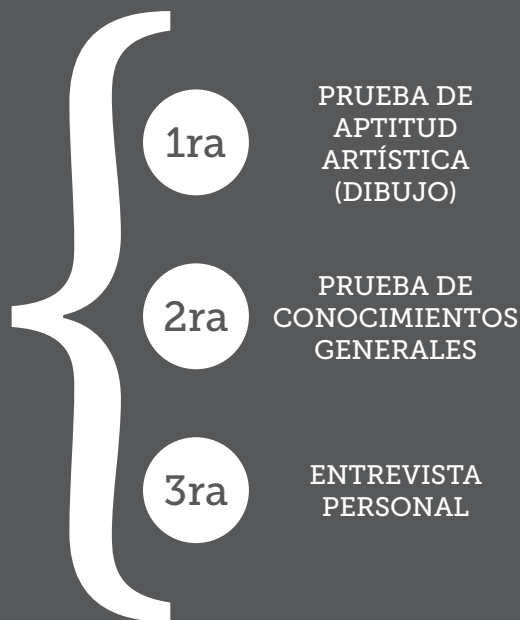 1ra
PRUEBA DE
APTITUD
ARTÍSTICA
(DIBUJO)
2ra
PRUEBA DE
CONOCIMIENTOS
GENERALES
3ra
ENTREVISTA
PERSONAL